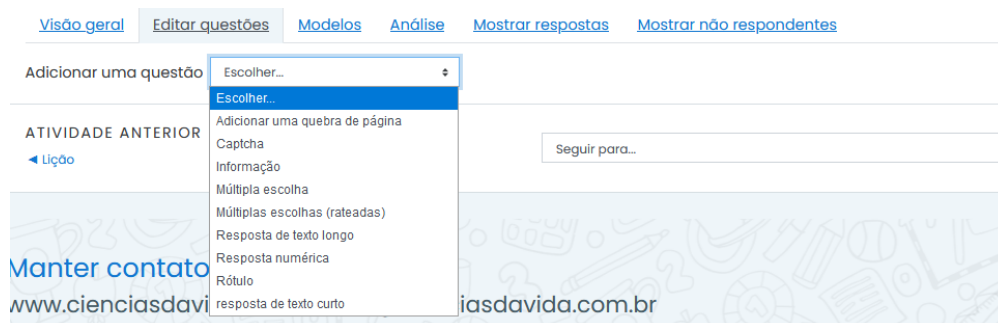 Visão geral Editar questões Modelos Análise Mostrar respostas Mostrar não respondentes
Adicionar uma questão Escolher...
Escolher...
Adicionar uma quebra de página
Captcha
Informação
Múltipla escolha
Múltiplas escolhas (rateadas)
Resposta de texto longo
Resposta numérica
Rótulo
resposta de texto curto
ATIVIDADE ANTERIOR
◄ Lição
Seguir para...
Manter contato
www.cienciasdavi iasdavida.com.br